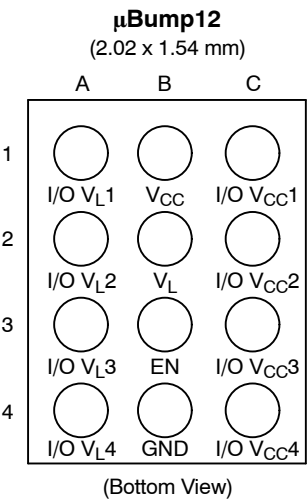 μBump12
(2.02 x 1.54 mm)
A B C
1
I/O VL1 VCC I/O VCC1
2
I/O VL2 VL I/O VCC2
3
I/O VL3 EN I/O VCC3
4
I/O VL4 GND I/O VCC4
(Bottom View)